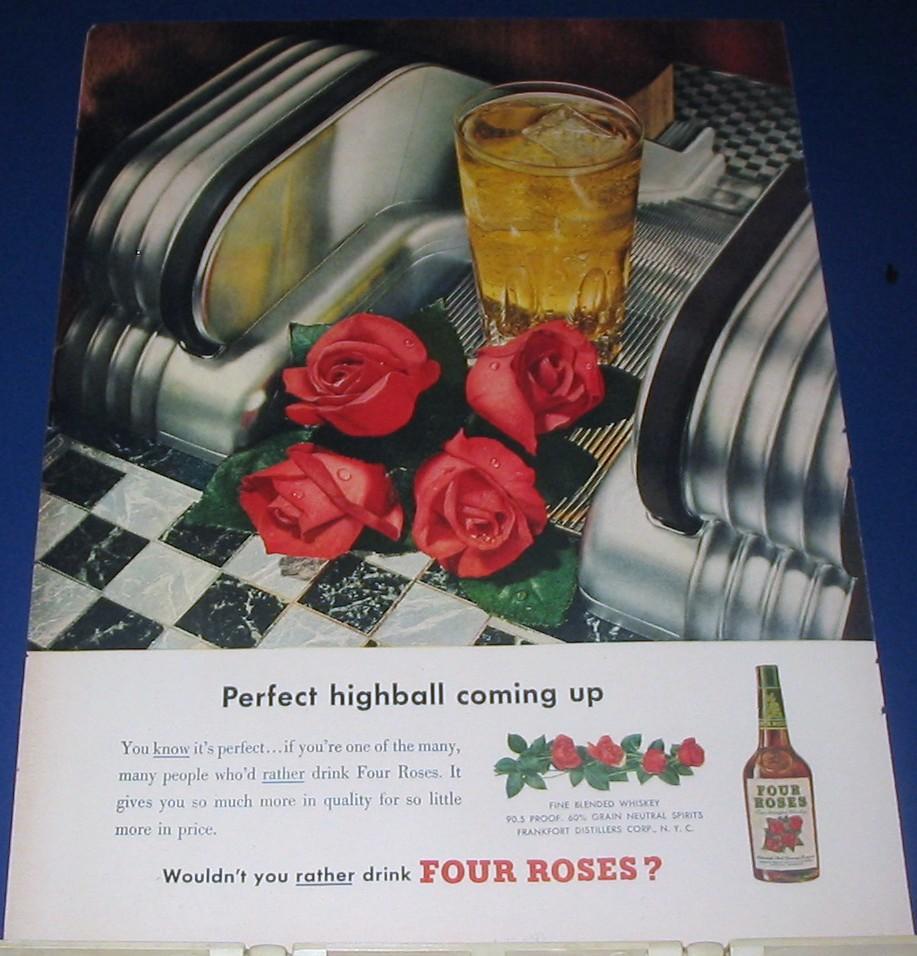 Perfect highball coming up
You know it's perfect...if you're one of the many,
many people who'd rather drink Four Roses. It
gives you so much more in quality for so little
more in price.
FINE BLENDED WHISKEY
90.5 PROOF. 60% GRAIN NEUTRAL SPIRITS
FRANKFORT DISTILLERS CORP., N. Y. C.
FOUR
ROSES
Wouldn't you rather drink FOUR ROSES?